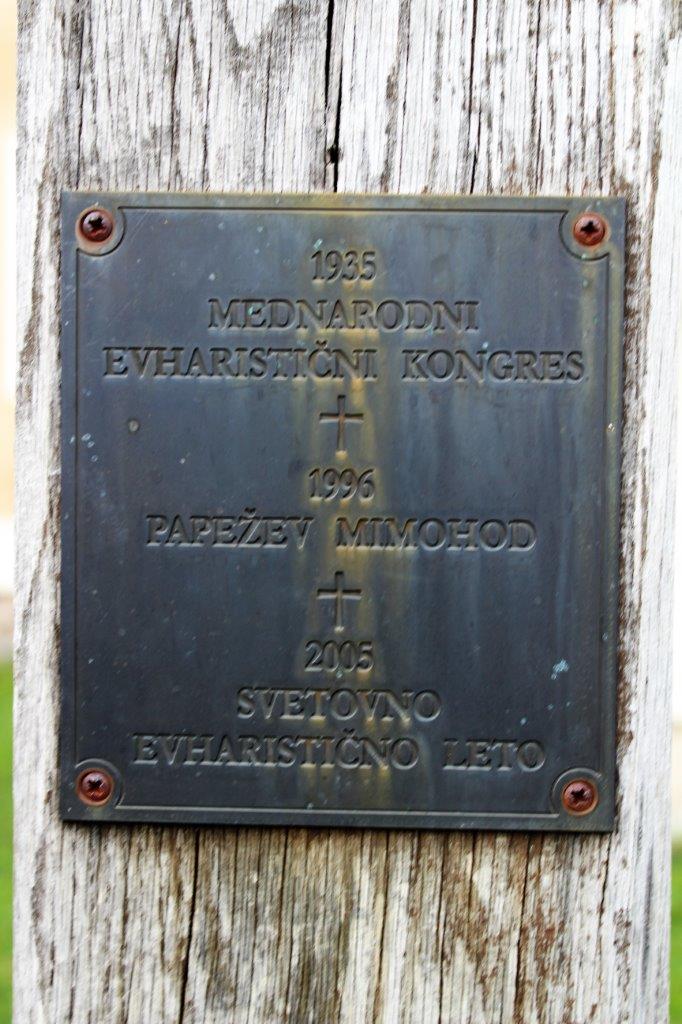 1935
MEDNARODNI
EVHARISTIČNI KONGRES
1996
PAPEŽEV MIMOHOD
2005
SVETOVNO
EVHARISTIČNO LETO